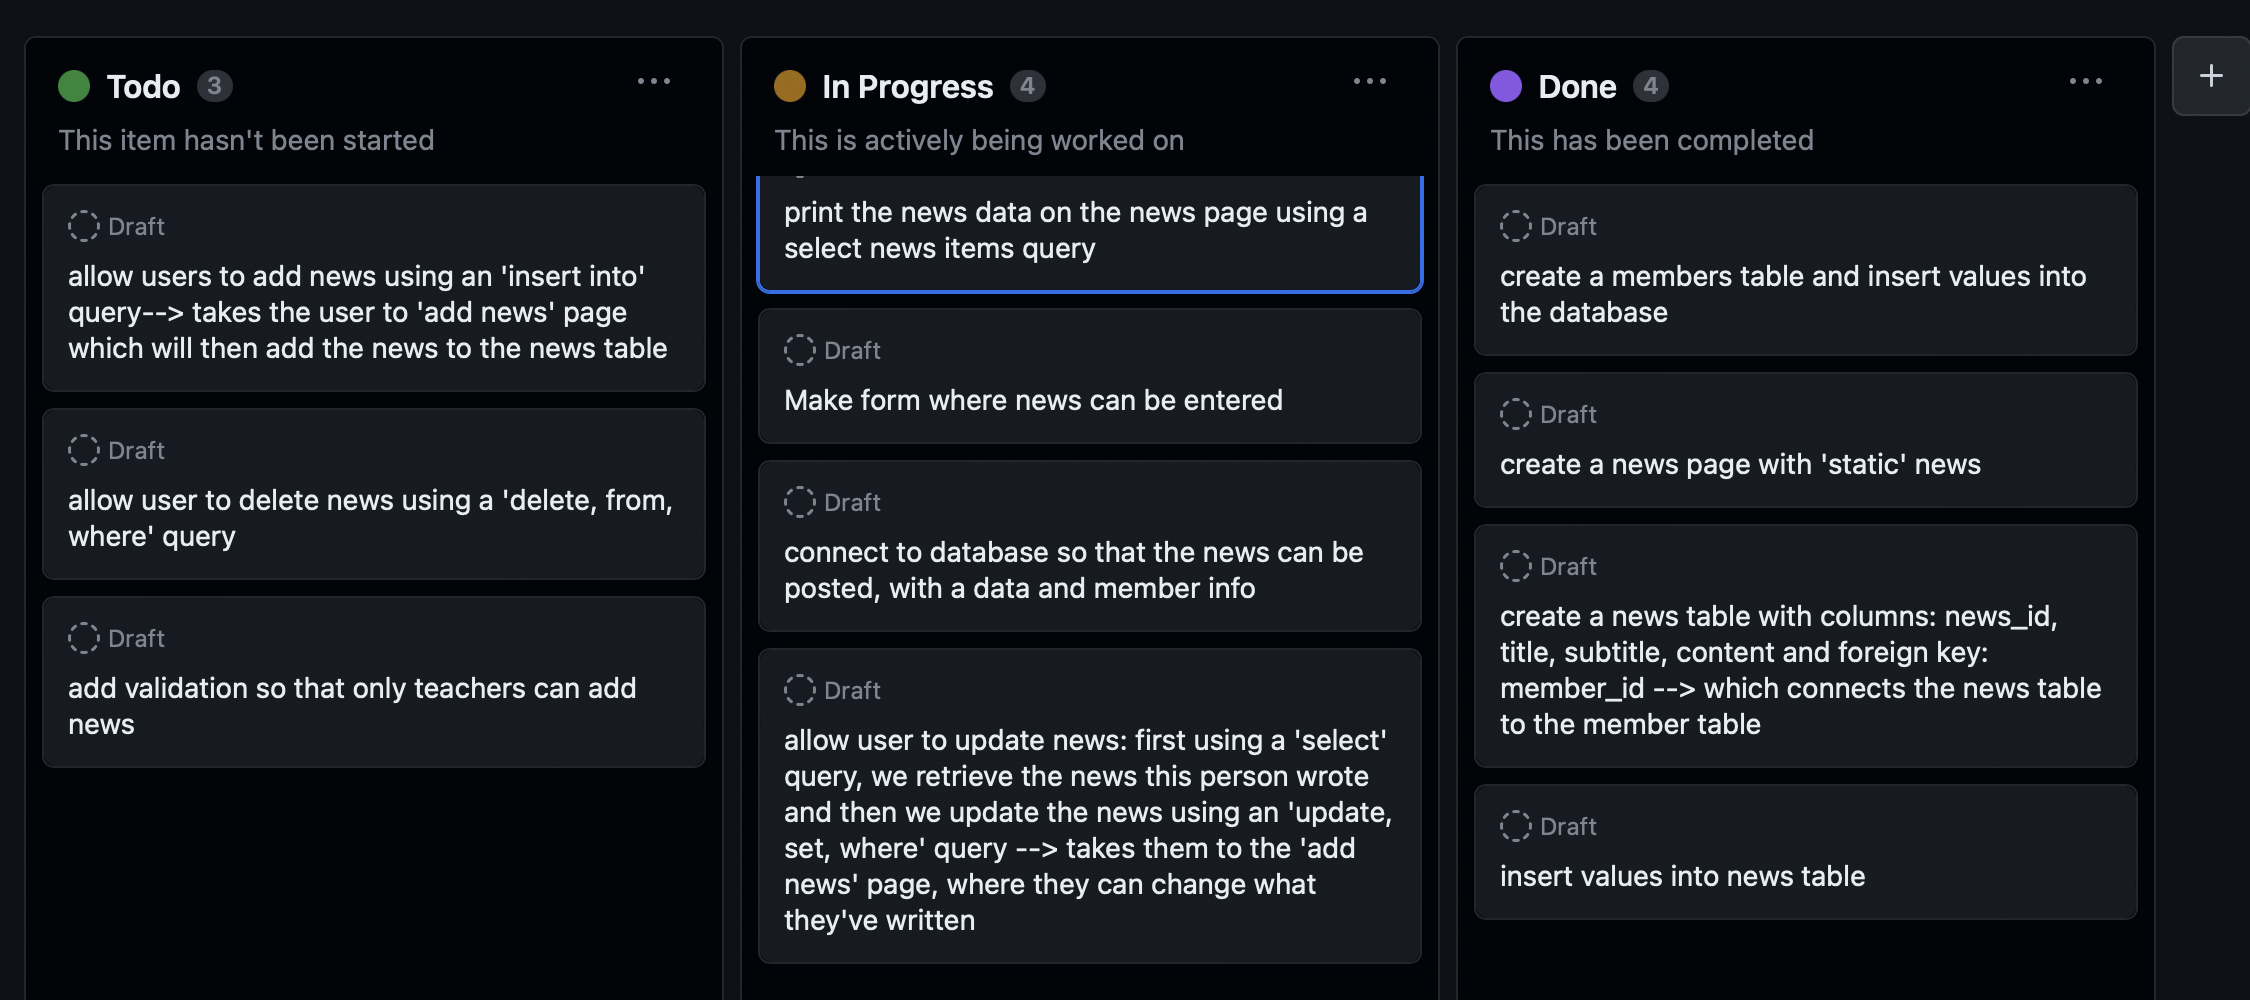 Todo 3
This item hasn't been started
Draft
allow users to add news using an 'insert into'
query--> takes the user to 'add news' page
which will then add the news to the news table
Draft
allow user to delete news using a 'delete, from,
where' query
Draft
add validation so that only teachers can add
news
In Progress 4
This is actively being worked on
print the news data on the news page using a
select news items query
Draft
Make form where news can be entered
Draft
connect to database so that the news can be
posted, with a data and member info
Draft
allow user to update news: first using a 'select'
query, we retrieve the news this person wrote
and then we update the news using an 'update,
set, where' query --> takes them to the 'add
news' page, where they can change what
they've written
Done 4
This has been completed
Draft
create a members table and insert values into
the database
Draft
create a news page with 'static' news
Draft
create a news table with columns: news_id,
title, subtitle, content and foreign key:
member_id --> which connects the news table
to the member table
Draft
insert values into news table